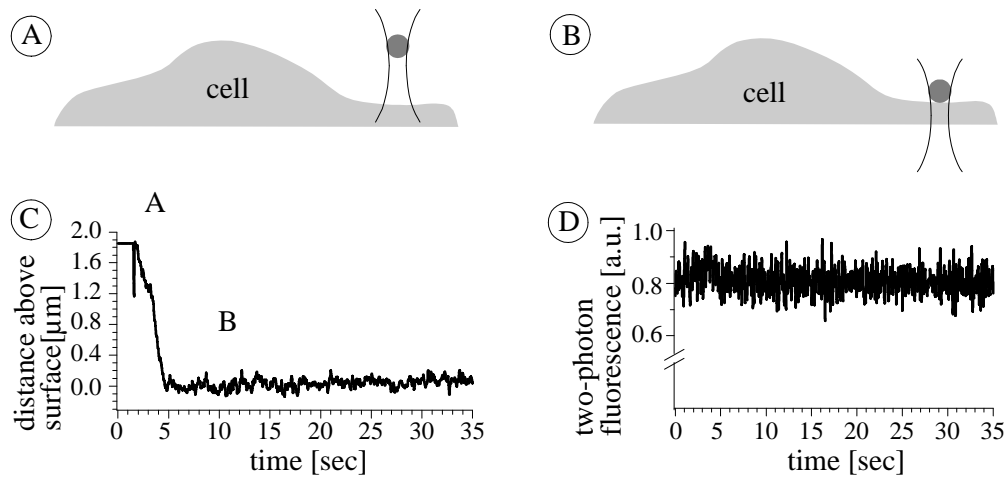 A
cell
B
cell
C
A
B
distance above
surface[µm]
2.0
1.6
1.2
0.8
0.4
0.0
0 5 10 15 20 25 30 35
time [sec]
D
two-photon
fluorescence [a.u.]
1.0
0.8
0.6
0 5 10 15 20 25 30 35
time [sec]